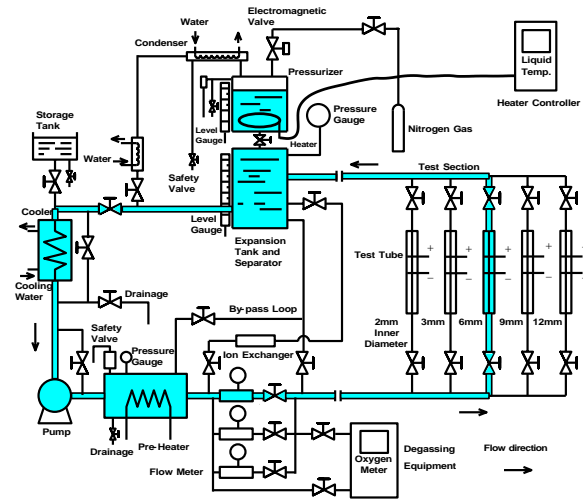 Water
Electromagnetic
Valve
Condenser
Pressurizer
Liquid
Temp.
Heater Controller
Storage
Tank
Pressure
Gauge
Nitrogen Gas
Level
Gauge
Heater
Water
Safety
Valve
Test Section
Cooler
Level
Gauge
Expansion
Tank and
Separator
Test Tube
+
+
+
+
−
−
−
−
Cooling
Water
Drainage
By-pass Loop
2mm
3mm
6mm
9mm
12mm
Inner
Diameter
Safety
Valve
Pressure
Gauge
Ion Exchanger
Pump
Drainage
Pre-Heater
Flow Meter
Oxygen
Meter
Degassing
Equipment
Flow direction